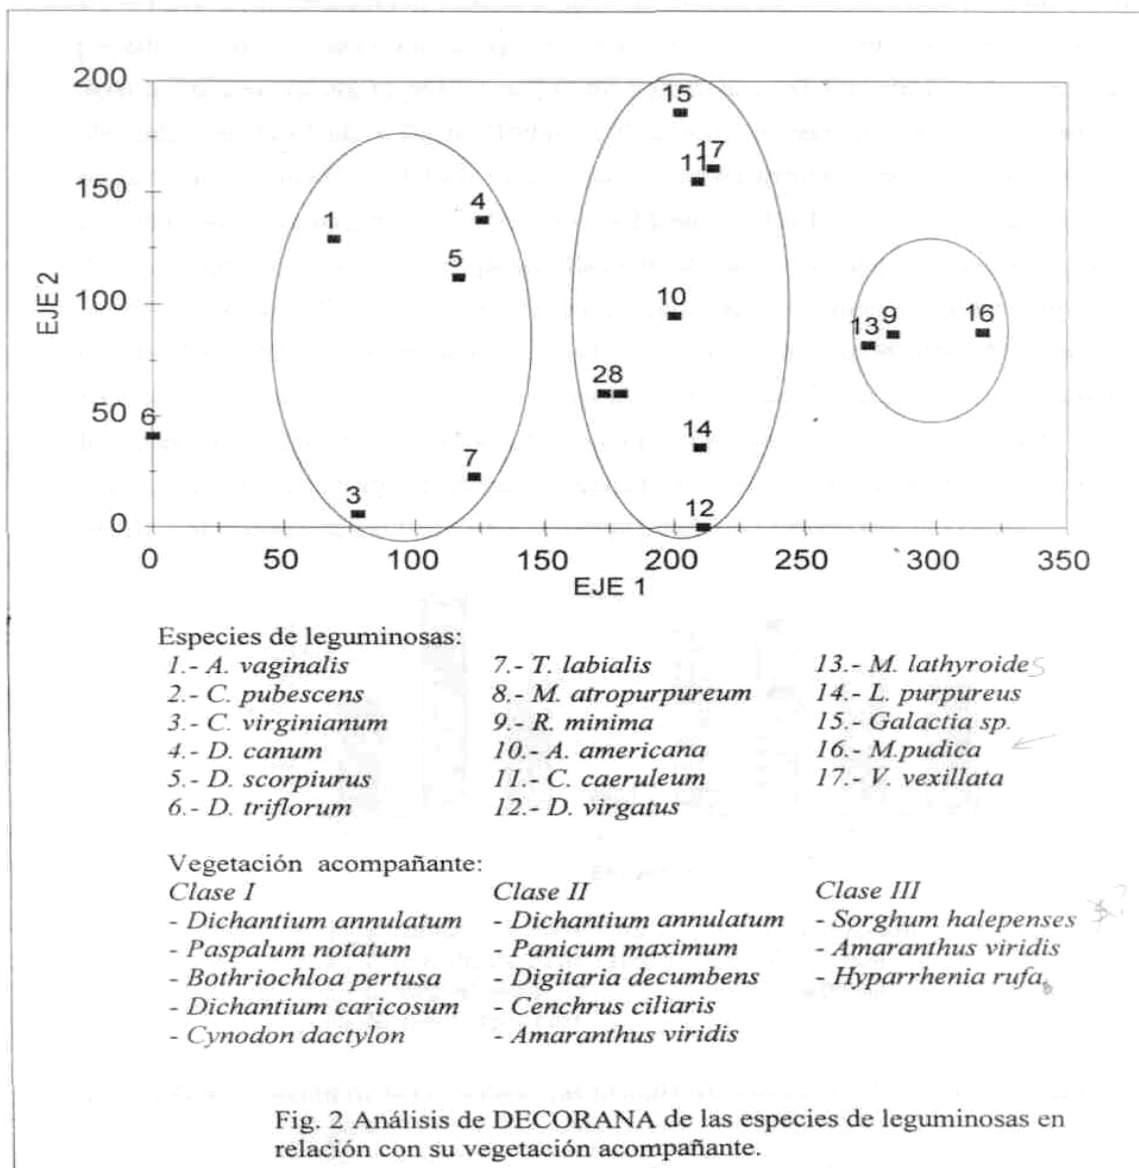 200
15
17
11
150
4
1
5
EJE 2
100
10
16
9
13
28
50
6
14
7
3
12
0
0 50 100 150 200 250 300 350
EJE 1
Especies de leguminosas:
1.- A. vaginalis 7.- T. labialis 13.- M. lathyroides
2.- C. pubescens 8.- M. atropurpureum 14.- L. purpureus
3.- C. virginianum 9.- R. minima 15.- Galactia sp.
4.- D. canum 10.- A. americana 16.- M.pudica
5.- D. scorpiurus 11.- C. caeruleum 17.- V. vexillata
6.- D. triflorum 12.- D. virgatus
Vegetación acompañante:
Clase I Clase II Clase III
- Dichantium annulatum - Dichantium annulatum - Sorghum halepenses
- Paspalum notatum - Panicum maximum - Amaranthus viridis
- Bothriochloa pertusa - Digitaria decumbens - Hyparrhenia rufa
- Dichantium caricosum - Cenchrus ciliaris
- Cynodon dactylon - Amaranthus viridis
Fig. 2 Análisis de DECORANA de las especies de leguminosas en
relación con su vegetación acompañante.